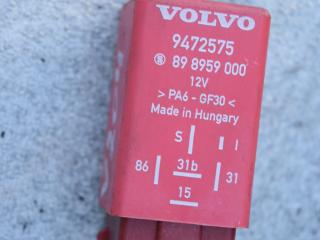 VOLVO
9472575
Ⓢ 89 8959 000
12V
> PA6 - GF30 <
Made in Hungary
S I I
86 31b 31
15